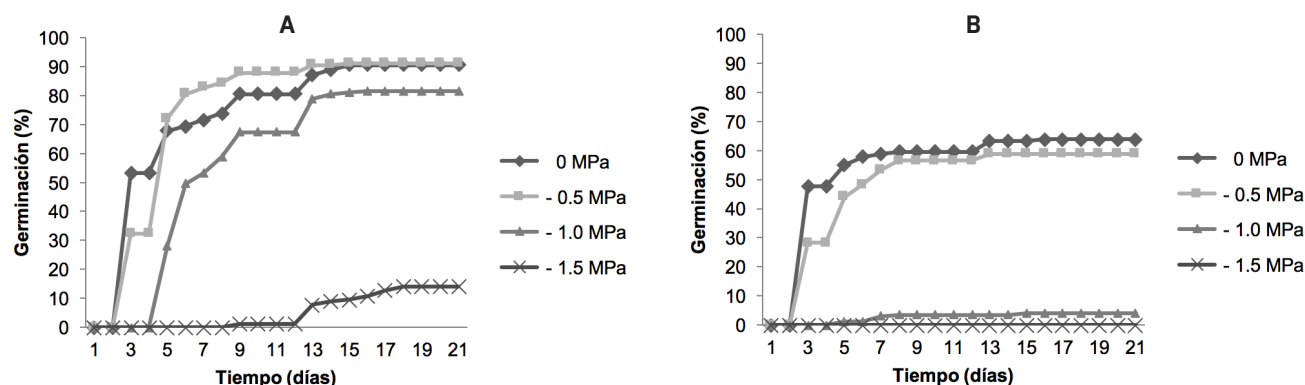 A
Germinación (%)
100
90
80
70
60
50
40
30
20
10
0
1 3 5 7 9 11 13 15 17 19 21
Tiempo (días)
0 MPa
- 0.5 MPa
- 1.0 MPa
- 1.5 MPa
B
Germinación (%)
100
90
80
70
60
50
40
30
20
10
0
1 3 5 7 9 11 13 15 17 19 21
Tiempo (días)
0 MPa
- 0.5 MPa
- 1.0 MPa
- 1.5 MPa